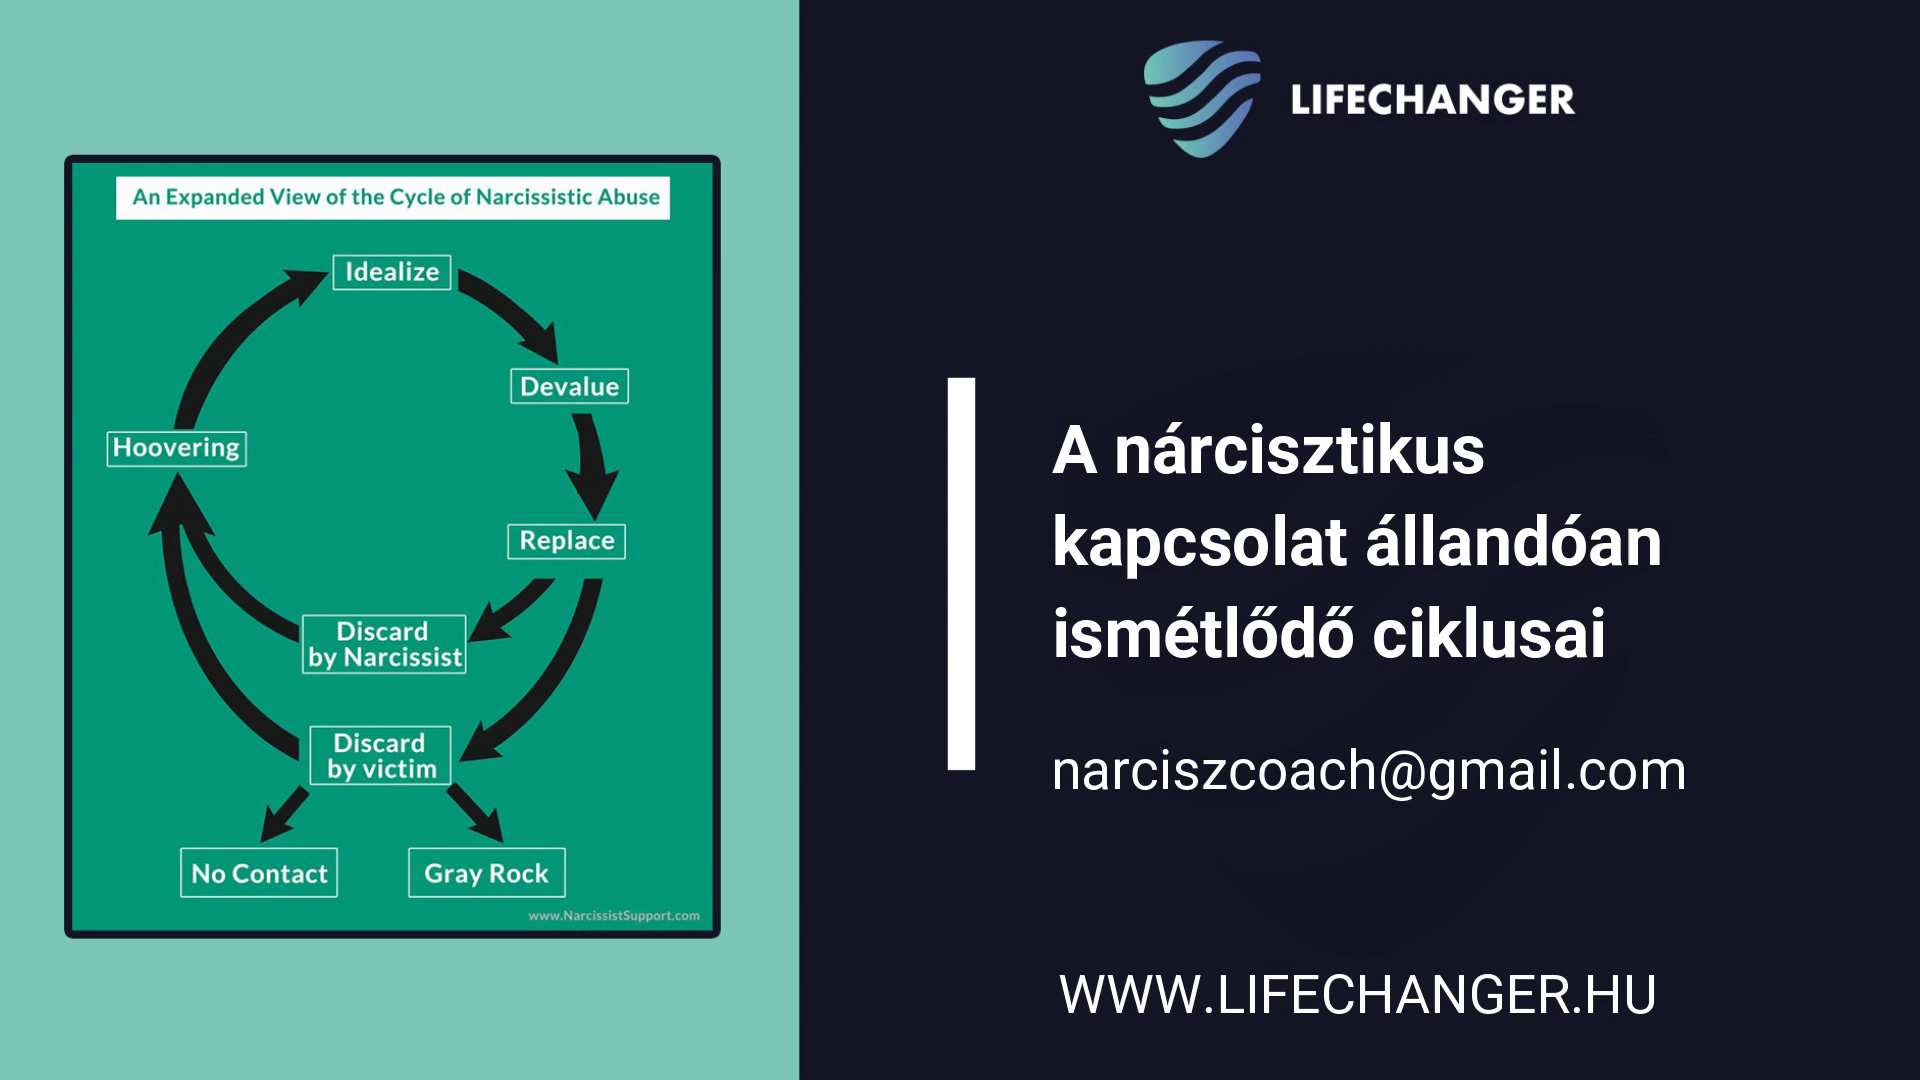 An Expanded View of the Cycle of Narcissistic Abuse
Idealize
Devalue
Hoovering
Replace
Discard
by Narcissist
Discard
by victim
No Contact
Gray Rock
www.NarcissistSupport.com
LIFECHANGER
A nárcisztikus
kapcsolat állandóan
ismétlődő ciklusai
narciszcoach@gmail.com
WWW.LIFECHANGER.HU